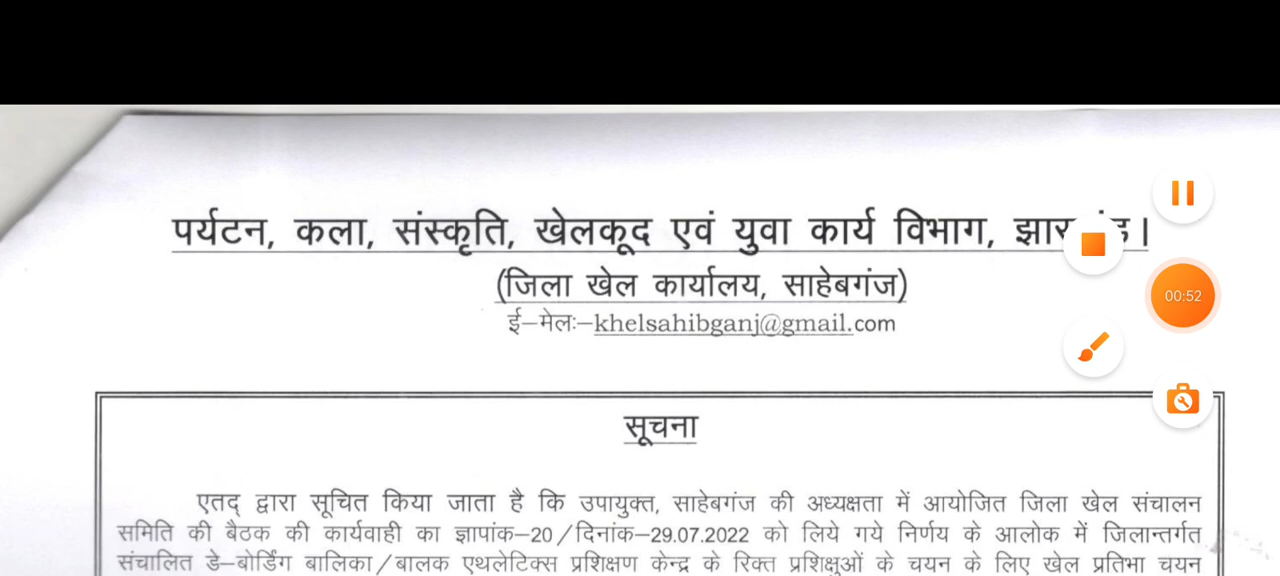 पर्यटन, कला, संस्कृति, खेलकूद एवं युवा कार्य विभाग,
(जिला खेल कार्यालय, साहेबगंज)
ई–मेलः–khelsahibganj@gmail.com
00:52
सूचना
एतद् द्वारा सूचित किया जाता है कि उपायुक्त, साहेबगंज की अध्यक्षता में आयोजित जिला खेल संचालन
समिति की बैठक की कार्यवाही का ज्ञापांक–20/दिनांक–29.07.2022 को लिये गये निर्णय के आलोक में जिलान्तर्गत
संचालित डे–बोर्डिंग बालिका/बालक एथलेटिक्स प्रशिक्षण केन्द्र के रिक्त प्रशिक्षुओं के चयन के लिए खेल प्रतिभा चयन